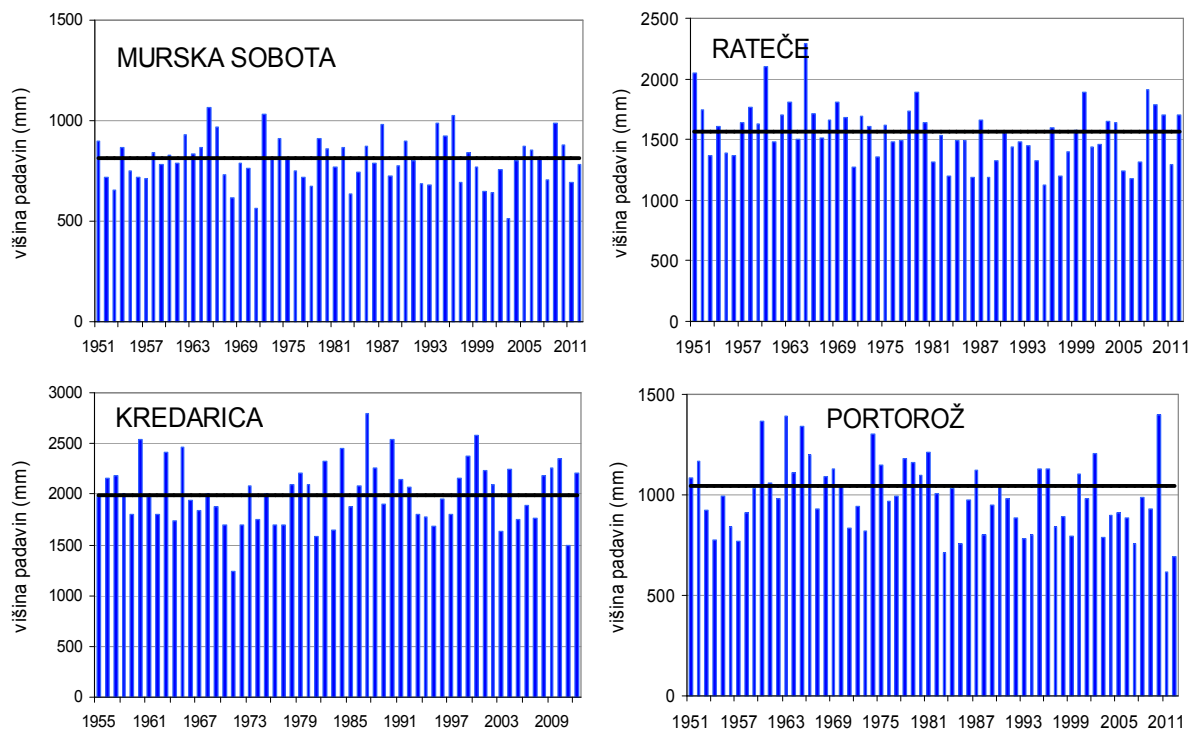 MURSKA SOBOTA
višina padavin (mm)
1500
1000
500
0
1951 1957 1963 1969 1975 1981 1987 1993 1999 2005 2011
RATEČE
višina padavin (mm)
2500
2000
1500
1000
500
0
1951 1957 1963 1969 1975 1981 1987 1993 1999 2005 2011
KREDARICA
višina padavin (mm)
3000
2500
2000
1500
1000
500
0
1955 1961 1967 1973 1979 1985 1991 1997 2003 2009
PORTOROŽ
višina padavin (mm)
1500
1000
500
0
1951 1957 1963 1969 1975 1981 1987 1993 1999 2005 2011